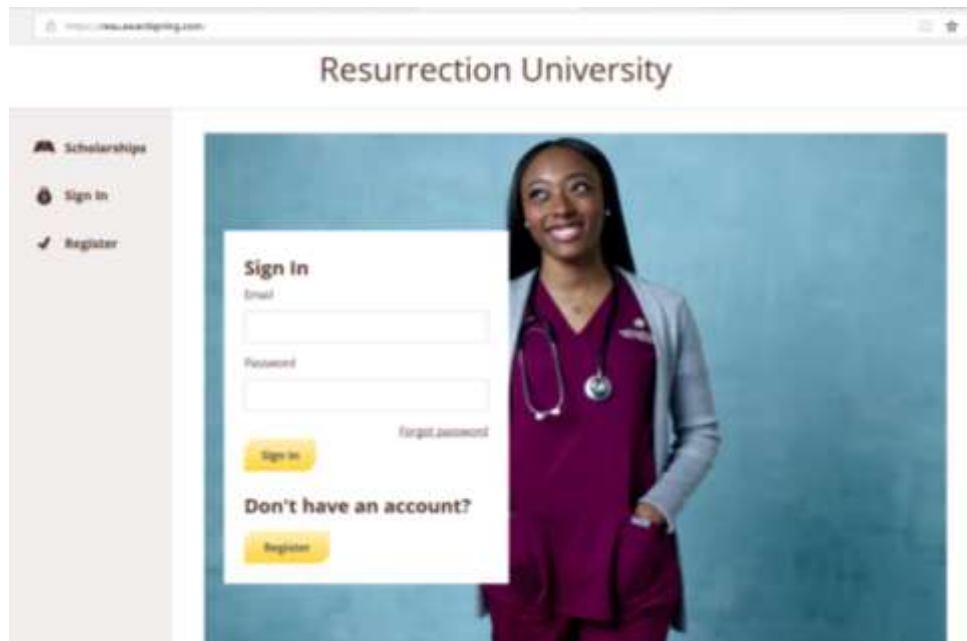 Resurrection University
Scholarships
Sign In
Register
Sign In
Email
Password
Forgot password
Sign In
Don't have an account?
Register